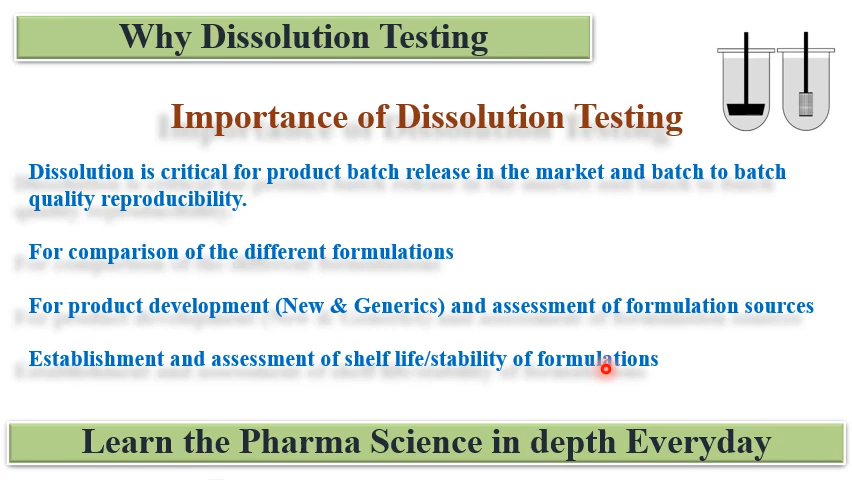 Why Dissolution Testing
Importance of Dissolution Testing
Dissolution is critical for product batch release in the market and batch to batch
quality reproducibility.
For comparison of the different formulations
For product development (New & Generics) and assessment of formulation sources
Establishment and assessment of shelf life/stability of formulations
Learn the Pharma Science in depth Everyday